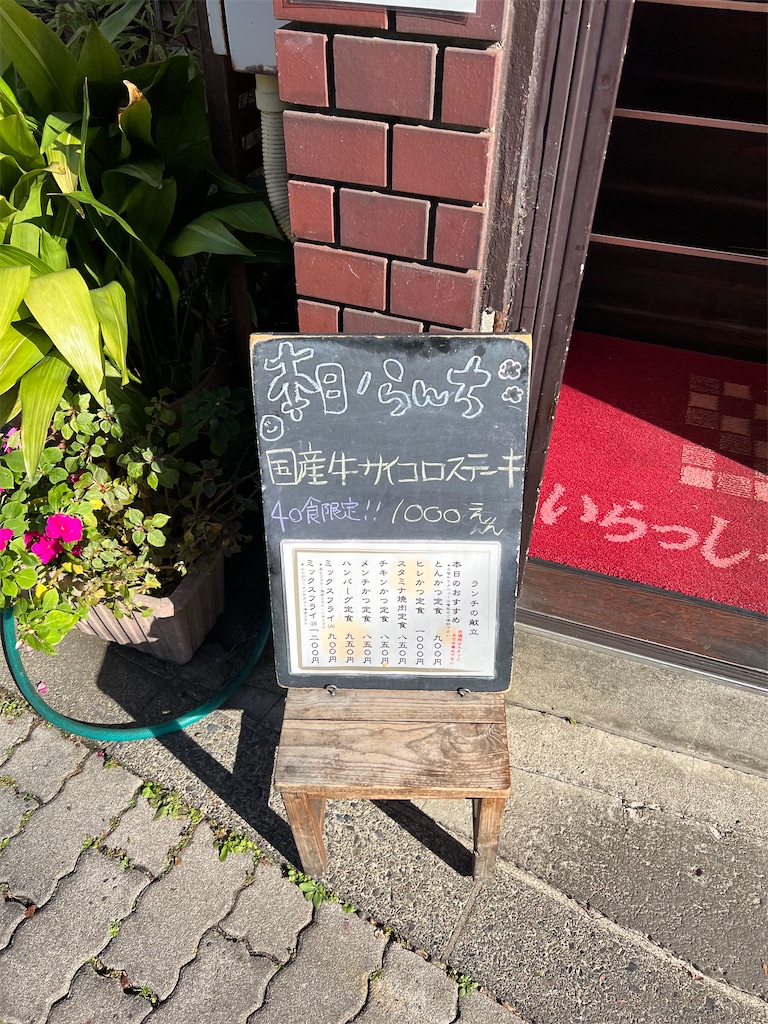 本日、らんち
国産牛サイコロステーキ
40食限定!! 1000えん
ランチの献立
本日のおすすめ
とんかつ定食 九〇〇円
ヒレかつ定食 一〇〇〇円
スタミナ焼肉定食 八五〇円
チキンかつ定食 八五〇円
メンチかつ定食 八五〇円
ハンバーグ定食 九五〇円
ミックスフライ 九〇〇円
ミックスフライ 一二〇〇円
いらっし